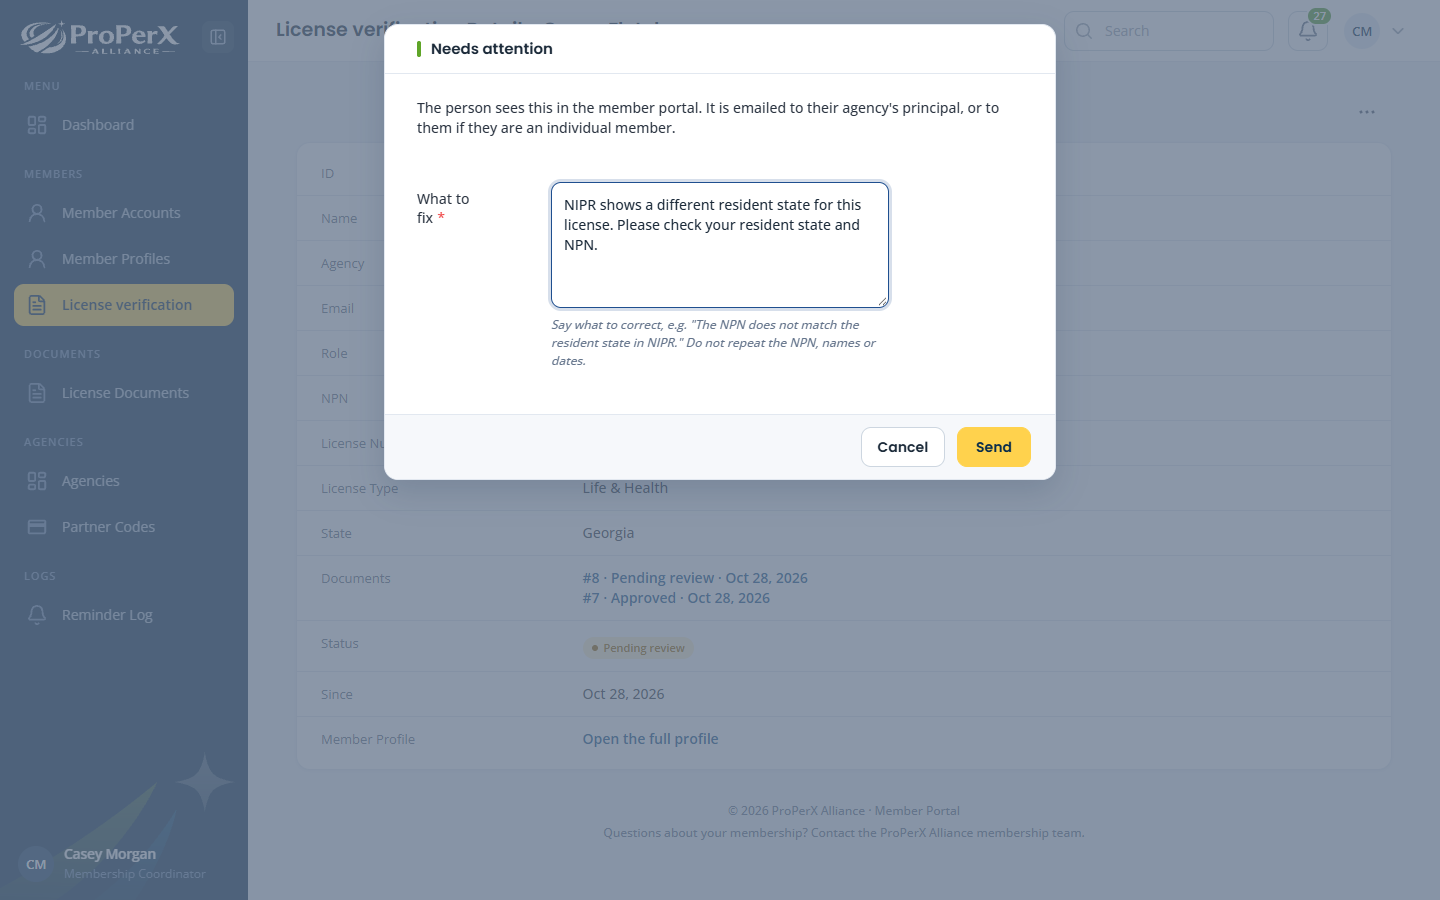 ProPerX
ALLIANCE
MENU
Dashboard
MEMBERS
Member Accounts
Member Profiles
License verification
DOCUMENTS
License Documents
AGENCIES
Agencies
Partner Codes
LOGS
Reminder Log
CM
Casey Morgan
Membership Coordinator
Search
27
CM
Needs attention
The person sees this in the member portal. It is emailed to their agency's principal, or to
them if they are an individual member.
What to
fix *
NIPR shows a different resident state for this
license. Please check your resident state and
NPN.
Say what to correct, e.g. "The NPN does not match the
resident state in NIPR." Do not repeat the NPN, names or
dates.
Cancel
Send
ID
Name
Agency
Email
Role
NPN
License Type
Life & Health
State
Georgia
Documents
#8 · Pending review · Oct 28, 2026
#7 · Approved · Oct 28, 2026
Status
Pending review
Since
Oct 28, 2026
Member Profile
Open the full profile
© 2026 ProPerX Alliance · Member Portal
Questions about your membership? Contact the ProPerX Alliance membership team.